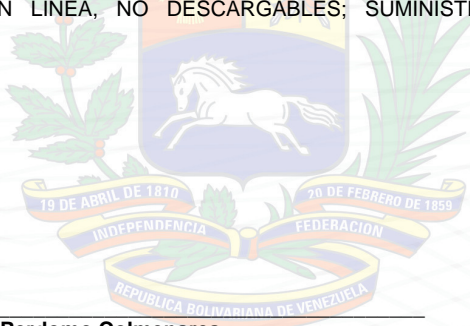 N LINEA, NO DESCARGABLES; SUMINISTR
19 DE ABRIL DE 1810
20 DE FEBRERO DE 1859
INDEPENDENCIA
FEDERACION
REPUBLICA BOLIVARIANA DE VENEZUELA